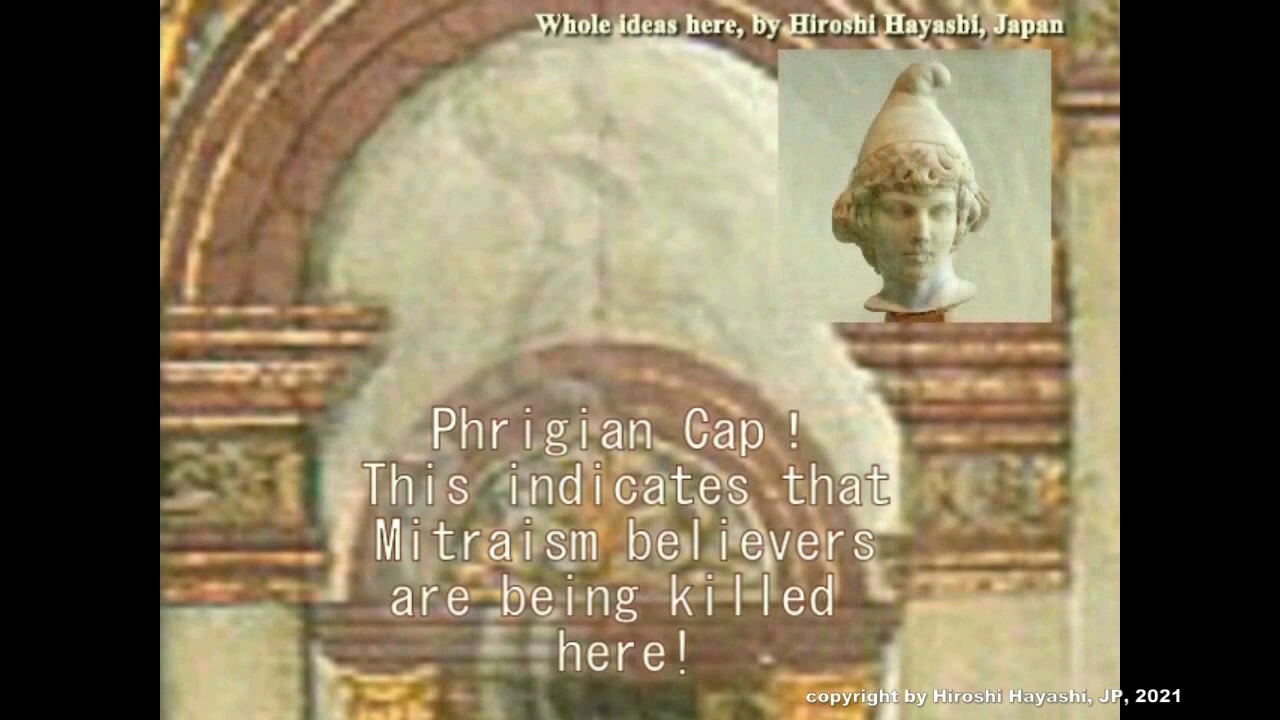 Whole ideas here, by Hiroshi Hayashi, Japan
Phrigian Cap!
This indicates that
Mitraism believers
are being killed
here!
copyright by Hiroshi Hayashi, JP, 2021